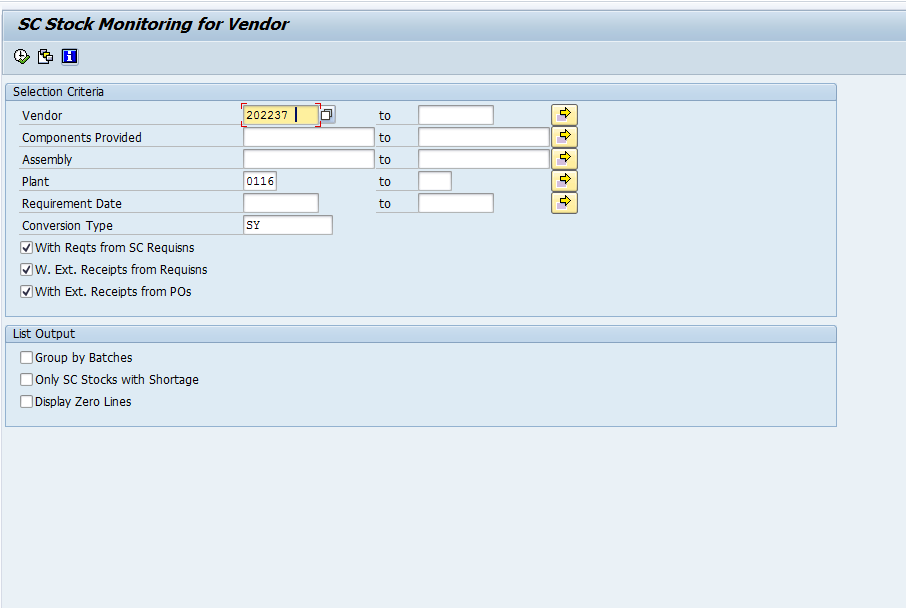 SC Stock Monitoring for Vendor
Selection Criteria
Vendor 202237 to
Components Provided to
Assembly to
Plant 0116 to
Requirement Date to
Conversion Type SY
With Reqts from SC Requisns
W. Ext. Receipts from Requisns
With Ext. Receipts from POs
List Output
Group by Batches
Only SC Stocks with Shortage
Display Zero Lines